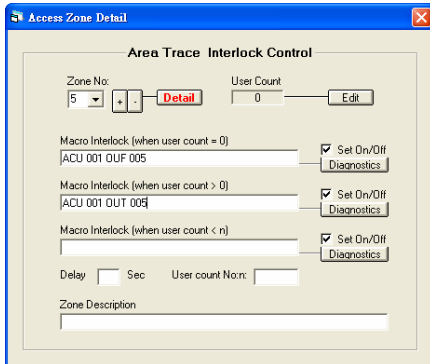 Access Zone Detail
Area Trace Interlock Control
Zone No: User Count
5 + - Detail 0 Edit
Macro Interlock (when user count = 0)
Set On/Off
ACU 001 OUF 005
Diagnostics
Macro Interlock (when user count > 0)
Set On/Off
ACU 001 OUT 005
Diagnostics
Macro Interlock (when user count < n)
Set On/Off
Diagnostics
Delay Sec User count No:n:
Zone Description